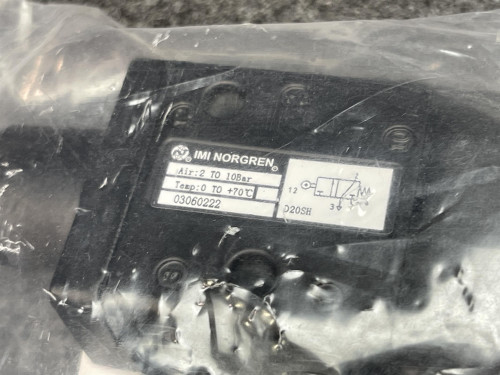 IMI NORGREN®
Air:2 TO 10Bar
Temp:0 TO +70℃
03060222
12
3
D20SH